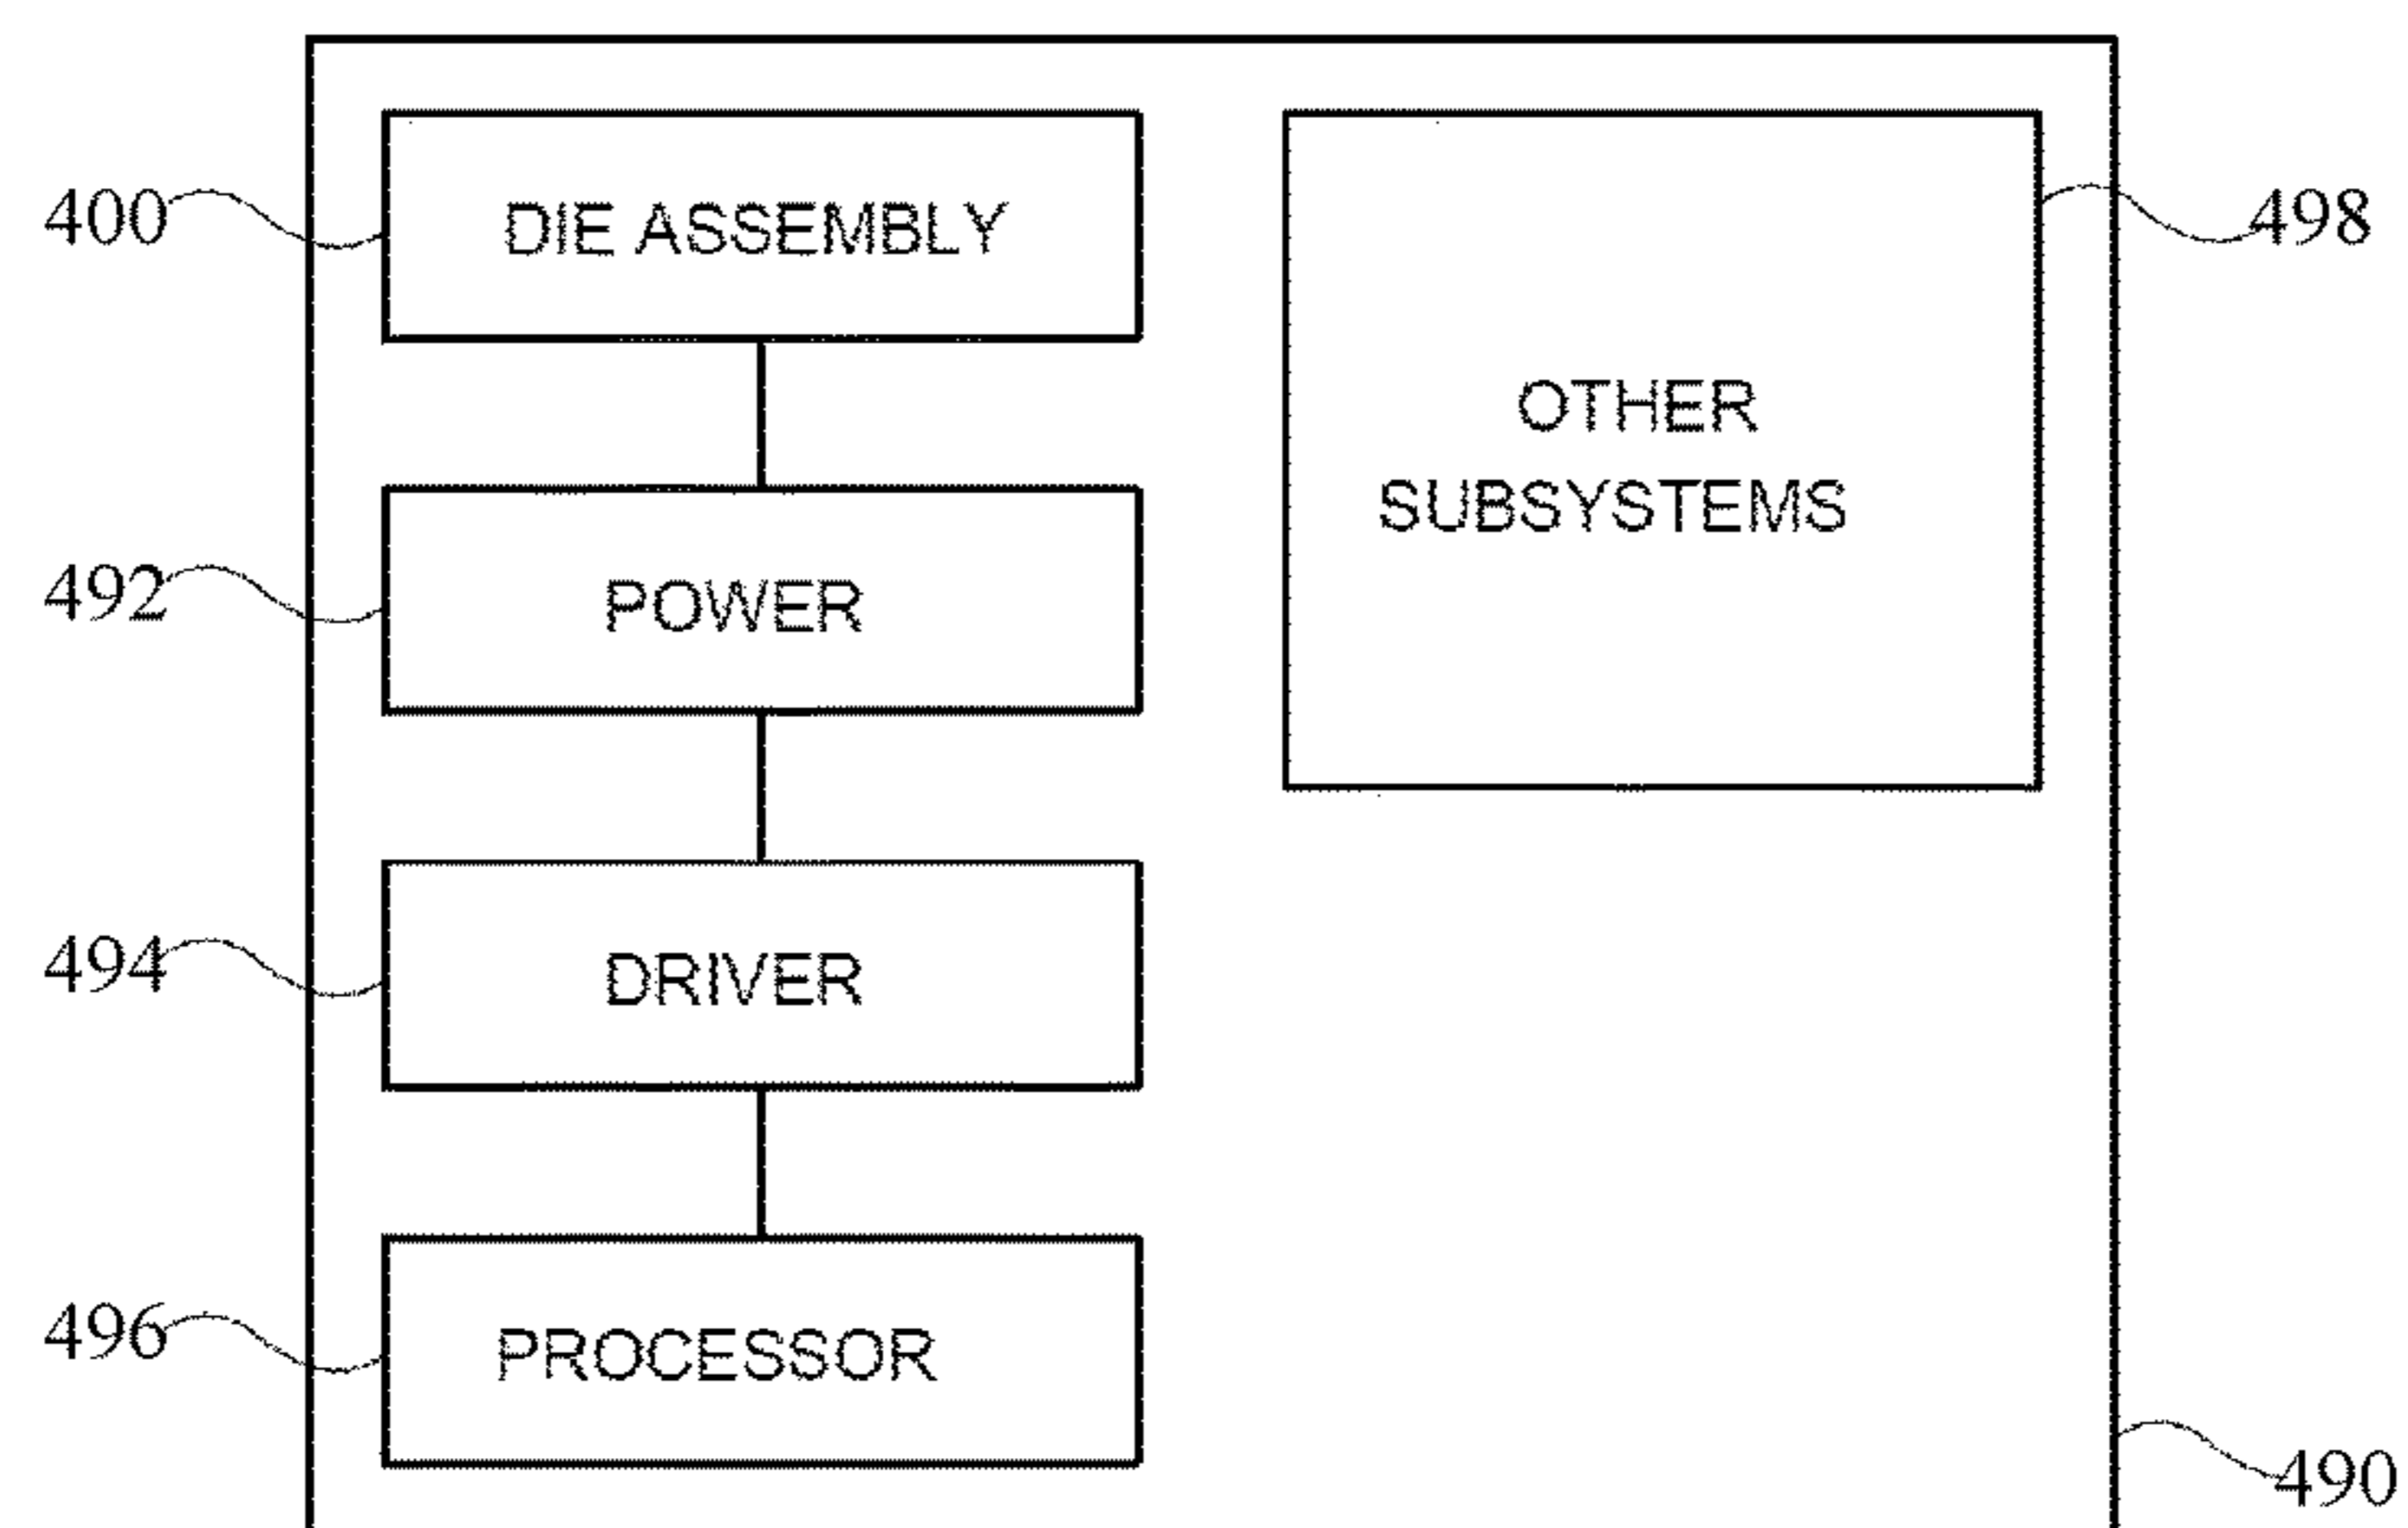 400
DIE ASSEMBLY
498
OTHER
SUBSYSTEMS
492
POWER
494
DRIVER
496
PROCESSOR
490